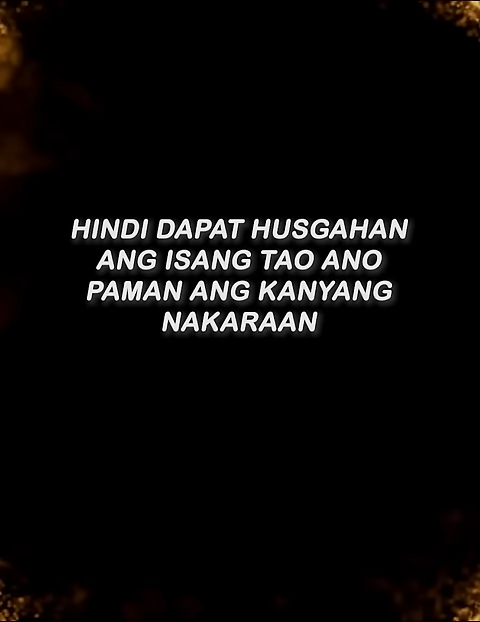 HINDI DAPAT HUSGAHAN
ANG ISANG TAO ANO
PAMAN ANG KANYANG
NAKARAAN